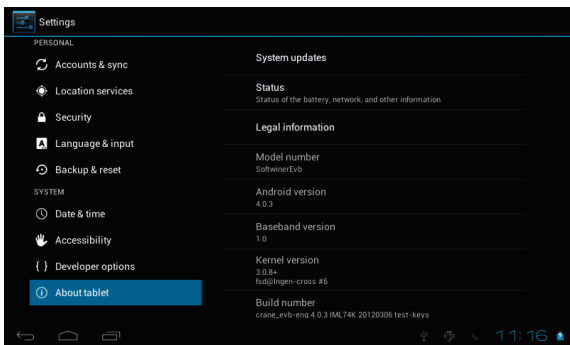 Settings
PERSONAL
Accounts & sync
Location services
Security
A
Language & input
Backup & reset
SYSTEM
Date & time
Accessibility
{ } Developer options
About tablet
System updates
Status
Status of the battery, network, and other information
Legal information
Model number
SoftwinerEvb
Android version
4.0.3
Baseband version
1.0
Kernel version
3.0.8+
fsd@Ingen-cross #6
Build number
crane_evb-eng 4.0.3 IML74K 20120306 test-keys
11:16